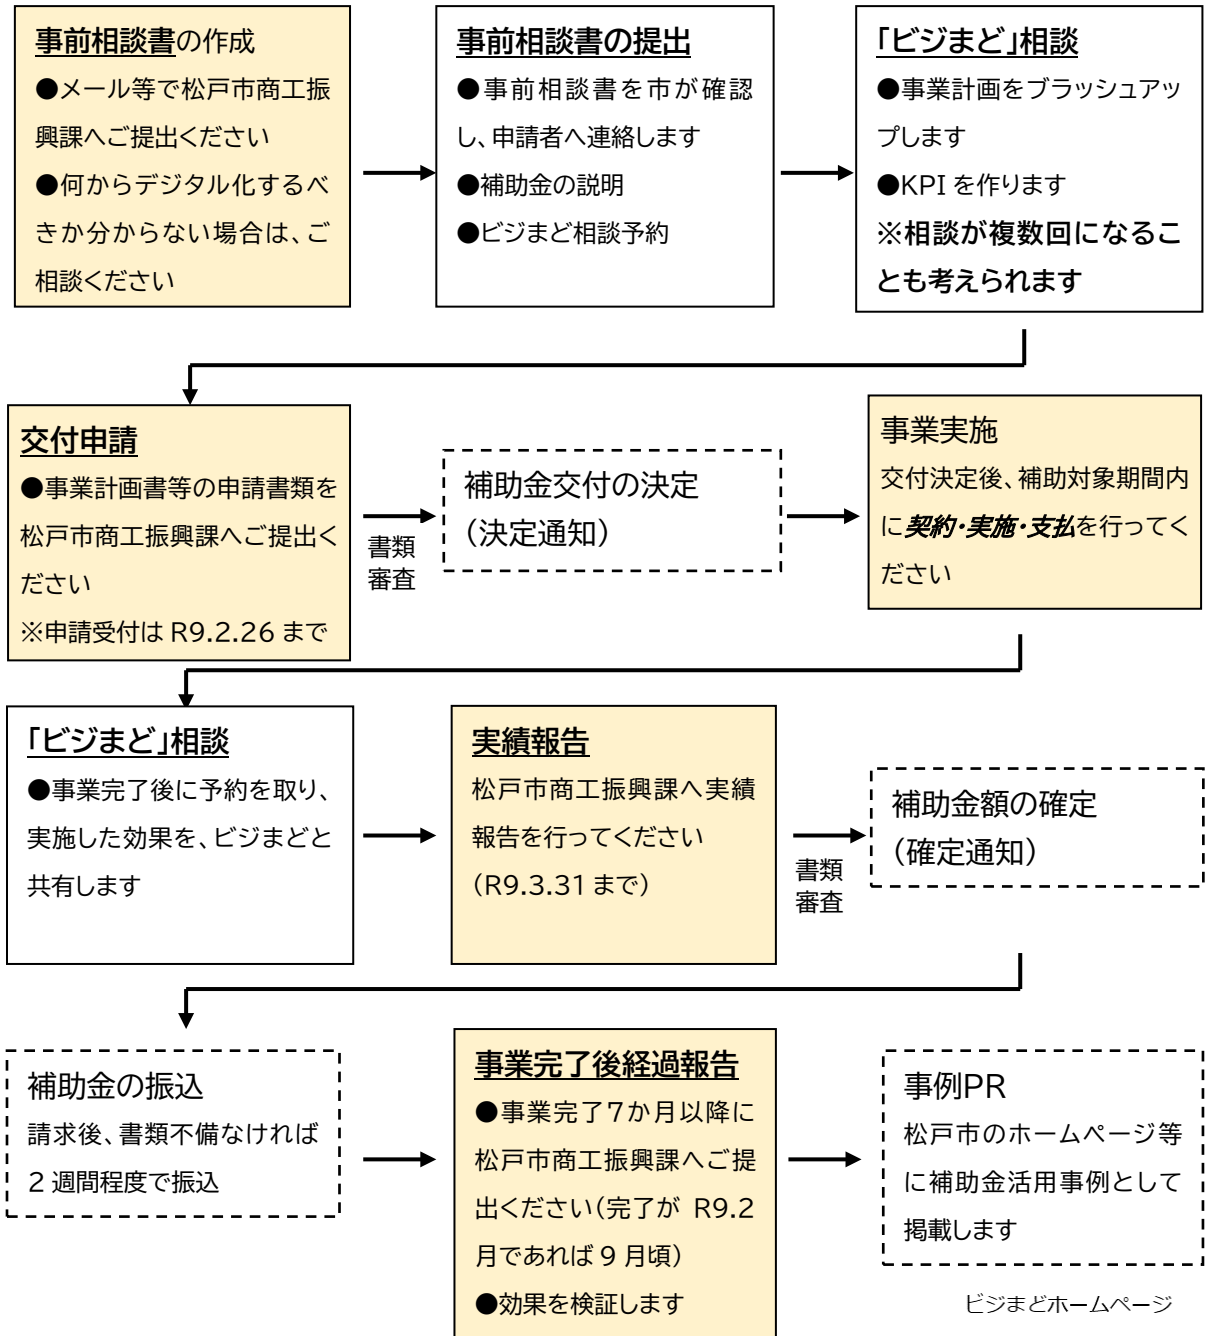 事前相談書の作成
●メール等で松戸市商工振
興課へご提出ください
●何からデジタル化するべ
きか分からない場合は、ご
相談ください
事前相談書の提出
●事前相談書を市が確認
し、申請者へ連絡します
●補助金の説明
●ビジまど相談予約
「ビジまど」相談
●事業計画をブラッシュアッ
プします
●KPI を作ります
※相談が複数回になるこ
とも考えられます
交付申請
●事業計画書等の申請書類を
松戸市商工振興課へご提出く
ださい
※申請受付は R9.2.26 まで
書類
審査
補助金交付の決定
(決定通知)
事業実施
交付決定後、補助対象期間内
に契約・実施・支払を行ってく
ださい
「ビジまど」相談
●事業完了後に予約を取り、
実施した効果を、ビジまどと
共有します
実績報告
松戸市商工振興課へ実績
報告を行ってください
(R9.3.31 まで)
書類
審査
補助金額の確定
(確定通知)
補助金の振込
請求後、書類不備なければ
2 週間程度で振込
事業完了後経過報告
●事業完了7か月以降に
松戸市商工振興課へご提
出ください(完了が R9.2
月であれば 9 月頃)
●効果を検証します
事例PR
松戸市のホームページ等
に補助金活用事例として
掲載します
ビジまどホームページ